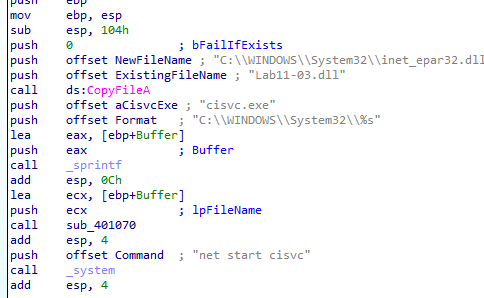 push ebp
mov ebp, esp
sub esp, 104h
push 0 ; bFailIfExists
push offset NewFileName ; "C:\\WINDOWS\\System32\\inet_epar32.dll
push offset ExistingFileName ; "Lab11-03.dll"
call ds:CopyFileA
push offset aCisvcExe ; "cisvc.exe"
push offset Format ; "C:\\WINDOWS\\System32\\%s"
lea eax, [ebp+Buffer]
push eax ; Buffer
call _sprintf
add esp, 0Ch
lea ecx, [ebp+Buffer]
push ecx ; lpFileName
call sub_401070
add esp, 4
push offset Command ; "net start cisvc"
call _system
add esp, 4